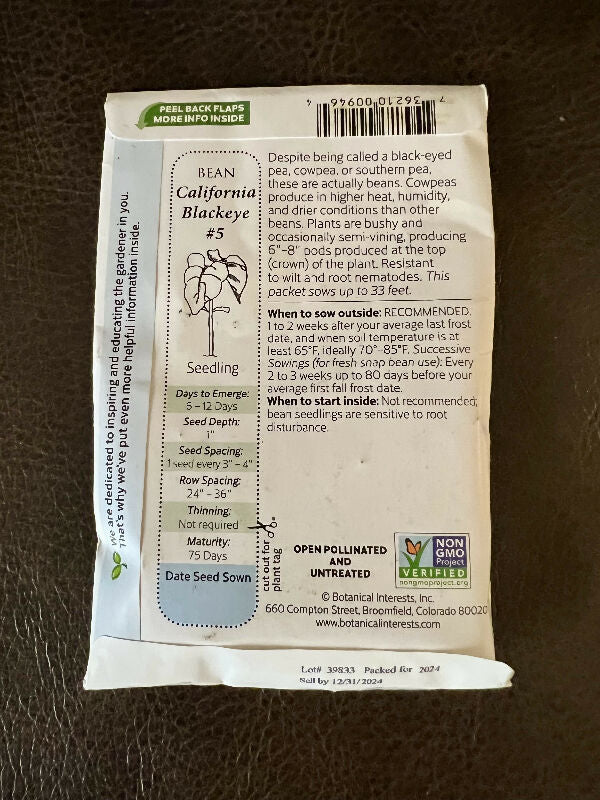 PEEL BACK FLAPS
MORE INFO INSIDE
7 36210 00946 4
We are dedicated to inspiring and educating the gardener in you.
That's why we've put even more helpful information inside.
BEAN
California
Blackeye
#5
Seedling
Days to Emerge:
5 – 12 Days
Seed Depth:
1"
Seed Spacing:
1 seed every 3" – 4"
Row Spacing:
24" – 36"
Thinning:
Not required
Maturity:
75 Days
Date Seed Sown
cut out for
plant tag
Despite being called a black-eyed
pea, cowpea, or southern pea,
these are actually beans. Cowpeas
produce in higher heat, humidity,
and drier conditions than other
beans. Plants are bushy and
occasionally semi-vining, producing
6"–8" pods produced at the top
(crown) of the plant. Resistant
to wilt and root nematodes. This
packet sows up to 33 feet.
When to sow outside: RECOMMENDED.
1 to 2 weeks after your average last frost
date, and when soil temperature is at
least 65°F, ideally 70°–85°F. Successive
Sowings (for fresh snap bean use): Every
2 to 3 weeks up to 80 days before your
average first fall frost date.
When to start inside: Not recommended;
bean seedlings are sensitive to root
disturbance.
OPEN POLLINATED
AND
UNTREATED
NON
GMO
Project
VERIFIED
nongmoproject.org
© Botanical Interests, Inc.
660 Compton Street, Broomfield, Colorado 80020
www.botanicalinterests.com
Lot# 39833 Packed for 2024
Sell by 12/31/2024